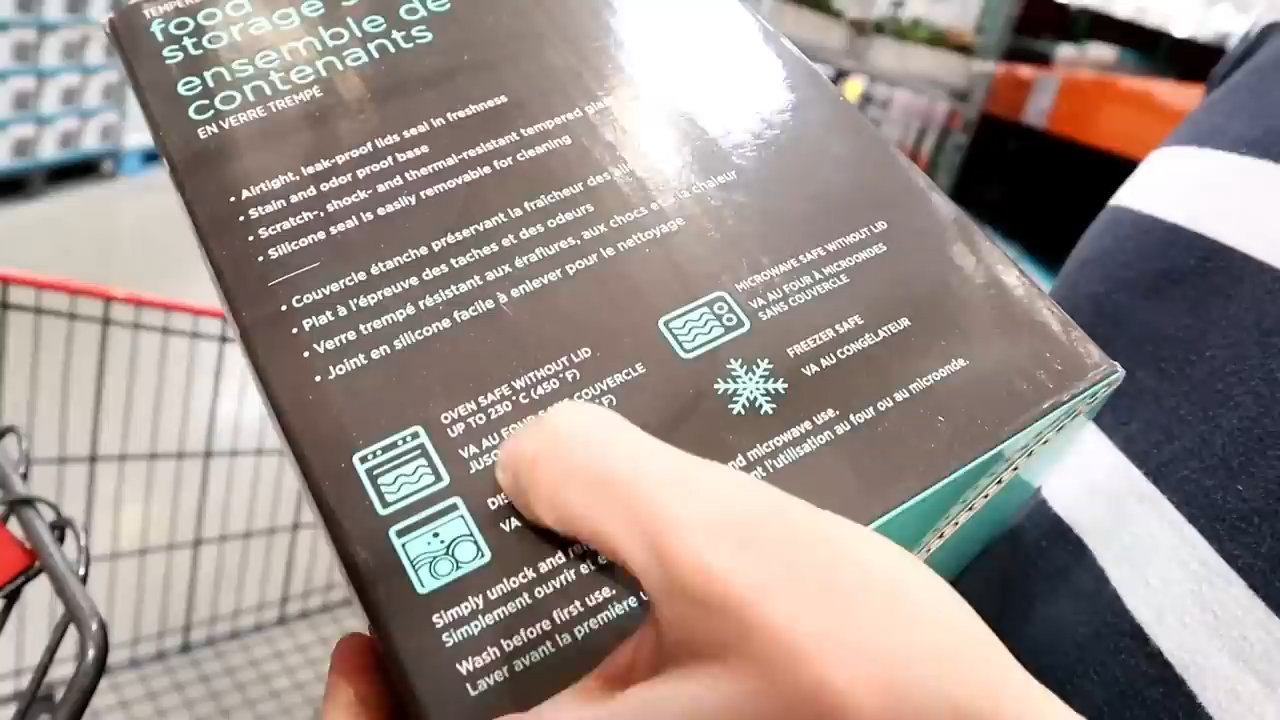 food
storage
ensemble de
contenants
EN VERRE TREMPÉ
• Airtight, leak-proof lids seal in freshness
• Stain and odor proof base
• Scratch-, shock- and thermal-resistant tempered
• Silicone seal is easily removable for cleaning
• Couvercle étanche préservant la fraîcheur des
• Plat à l'épreuve des taches et des odeurs
• Verre trempé résistant aux éraflures, aux chocs et à la chaleur
• Joint en silicone facile à enlever pour le nettoyage
MICROWAVE SAFE WITHOUT LID
VA AU FOUR À MICROONDES
SANS COUVERCLE
FREEZER SAFE
VA AU CONGÉLATEUR
OVEN SAFE WITHOUT LID
UP TO 230°C (450°F)
VA AU FOUR SANS COUVERCLE
F)
VA
Simply unlock and and microwave use.
Simplement ouvrir et l'utilisation au four ou au microonde.
Wash before first use.
Laver avant la première